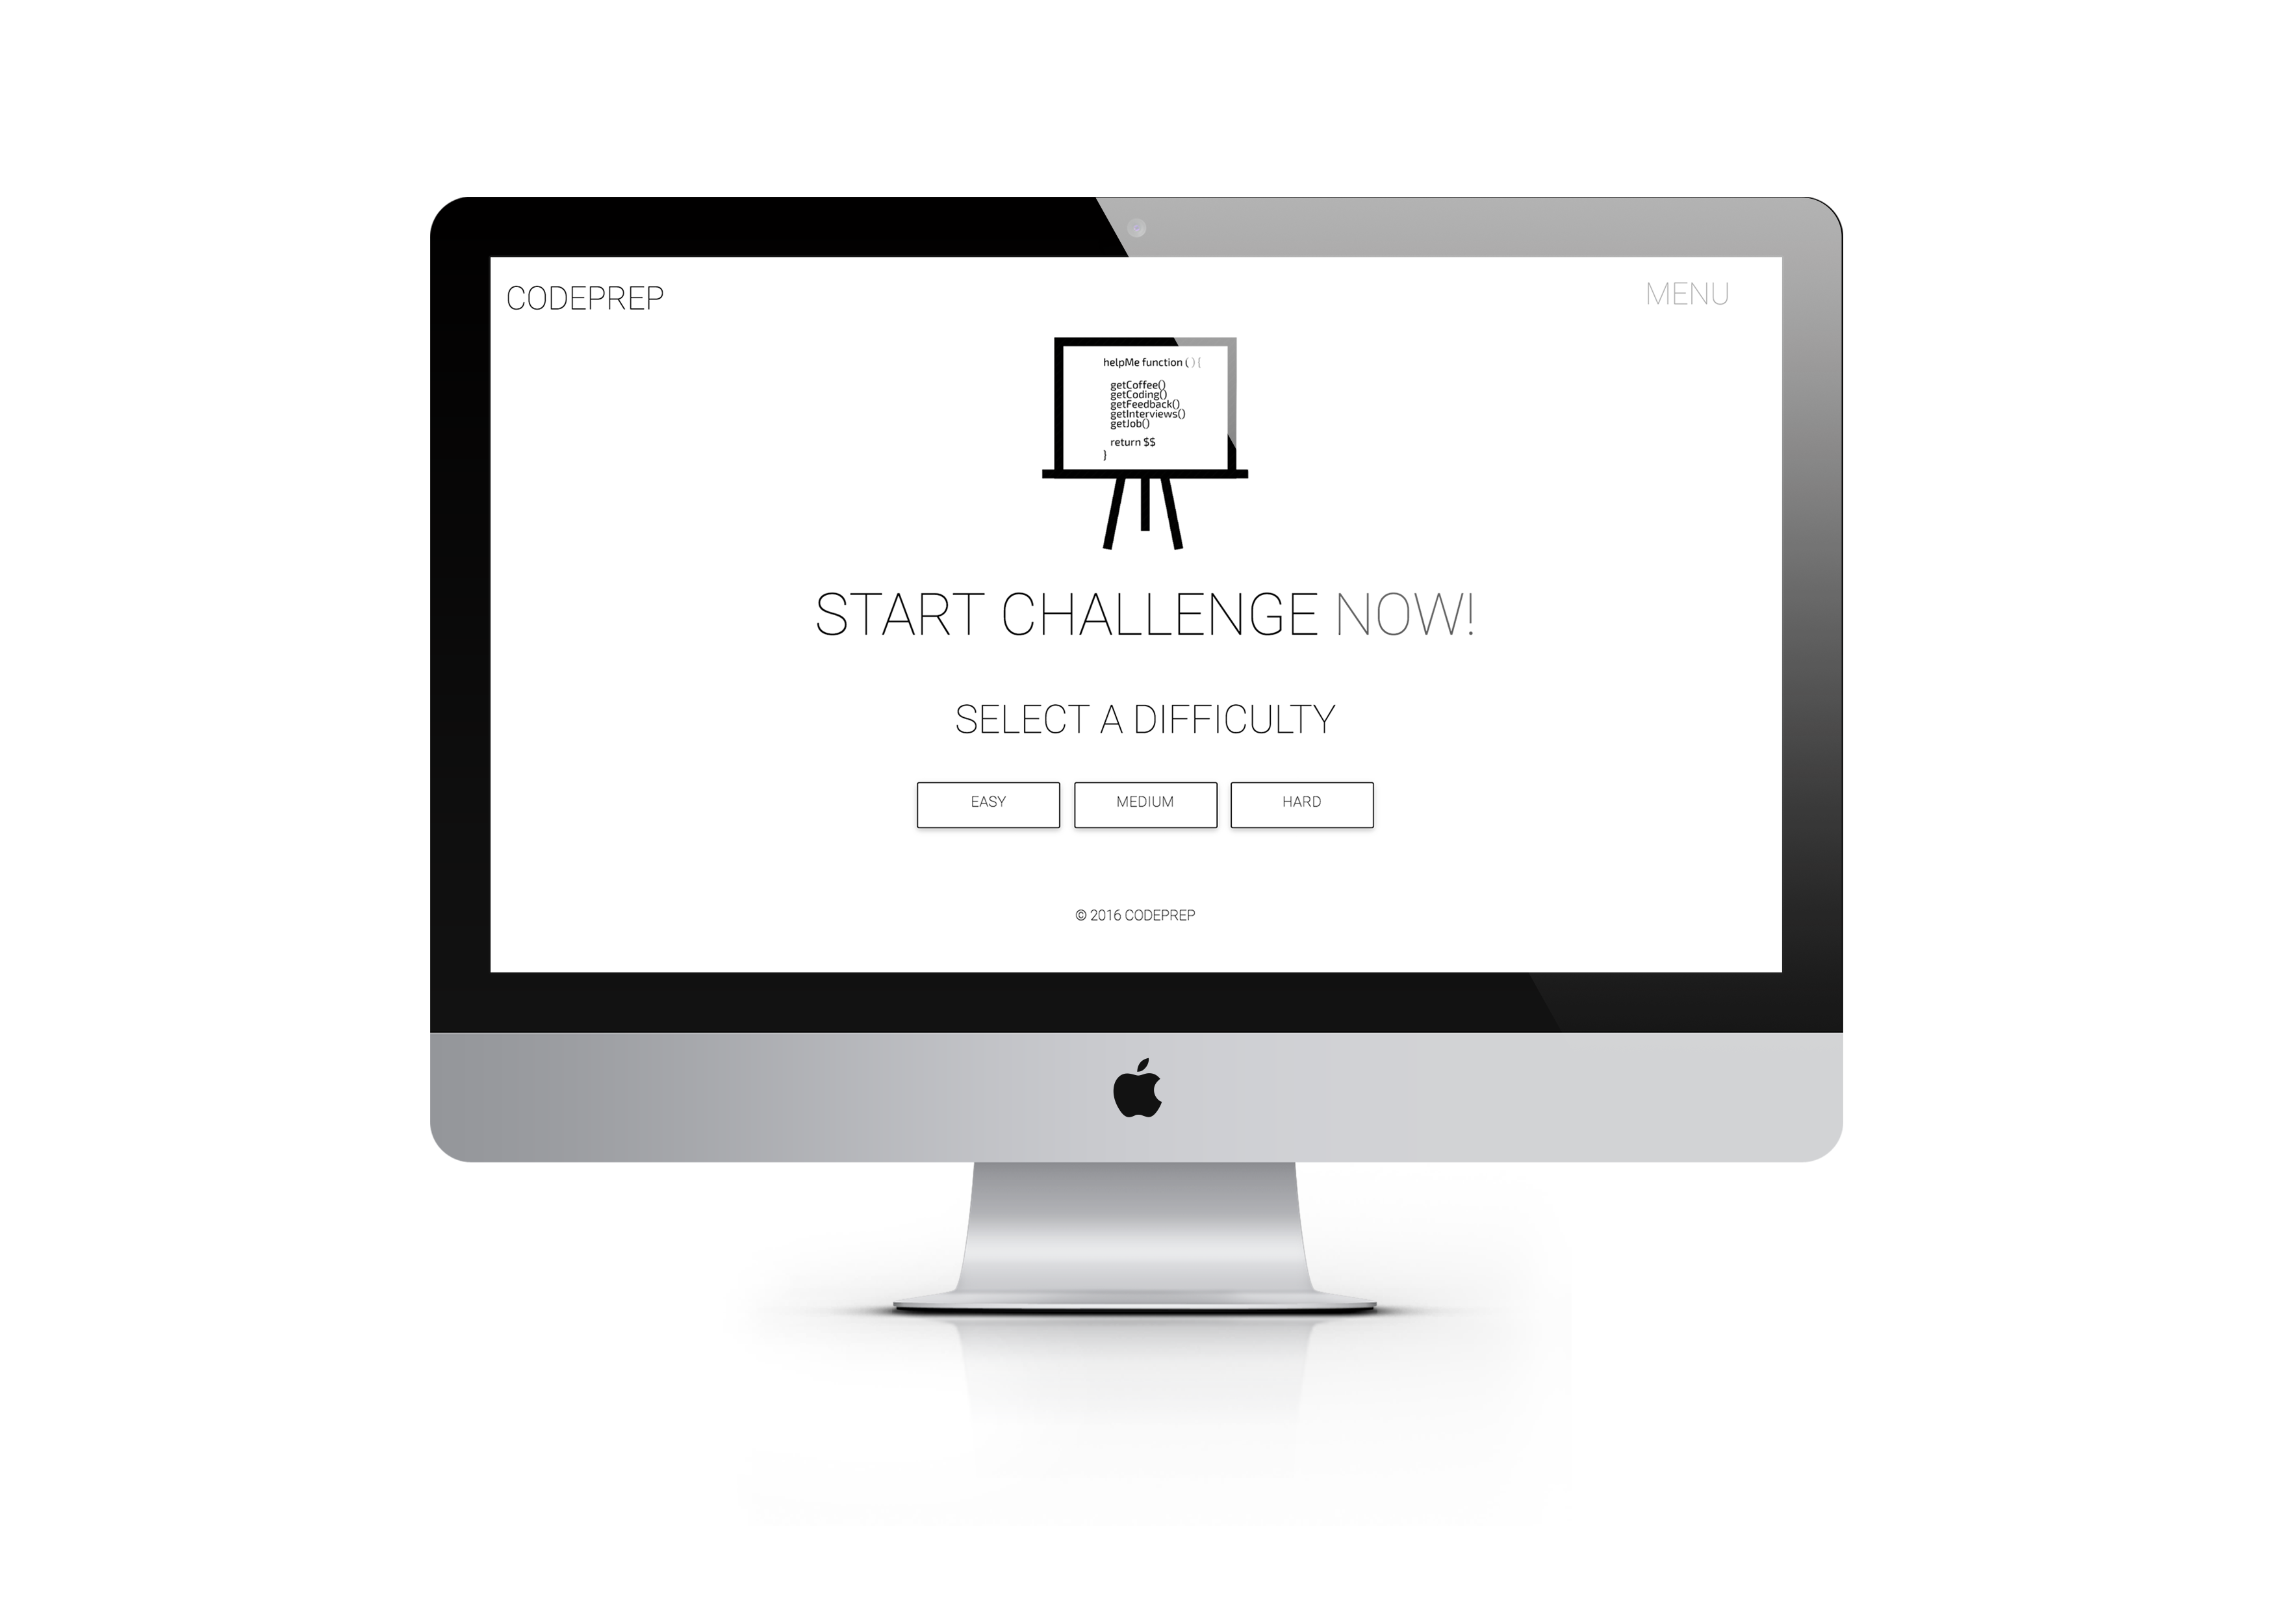 CODEPREP
MENU
helpMe function () {
getCoffee()
getCoding()
getFeedback()
getInterviews()
getJob()
return $$
}
START CHALLENGE NOW!
SELECT A DIFFICULTY
EASY
MEDIUM
HARD
© 2016 CODEPREP